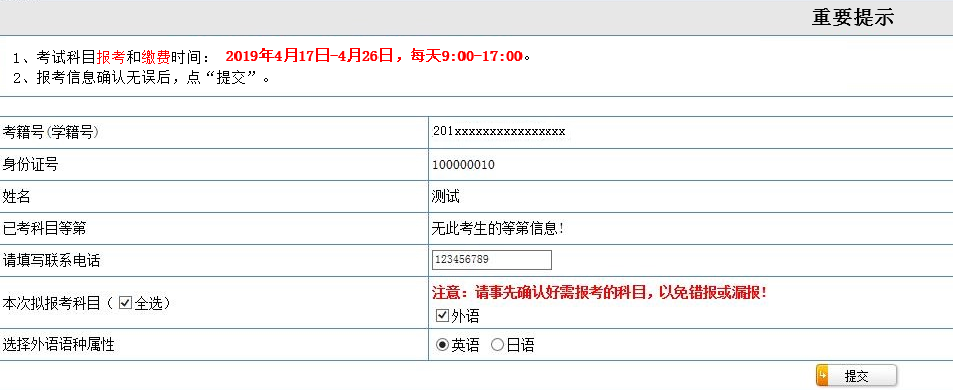 重要提示
1、考试科目报考和缴费时间： 2019年4月17日-4月26日，每天9:00-17:00。
2、报考信息确认无误后，点“提交”。
考籍号(学籍号) 201xxxxxxxxxxxxxxxx
身份证号 100000010
姓名 测试
已考科目等第 无此考生的等第信息!
请填写联系电话 123456789
注意：请事先确认好需报考的科目，以免错报或漏报!
本次拟报考科目（ 全选）
外语
选择外语语种属性 英语 日语
提交